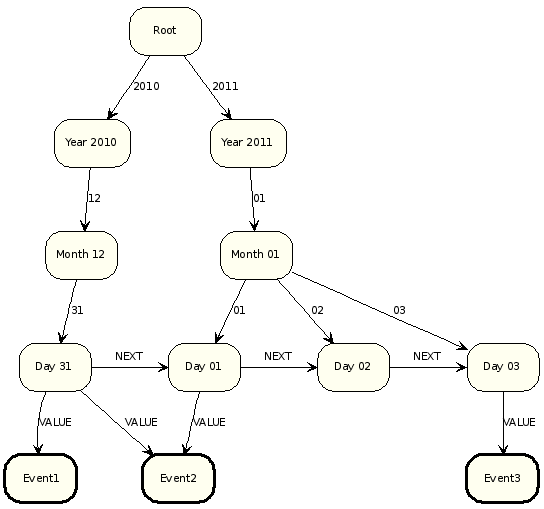 Root
2010
2011
Year 2010
Year 2011
12
01
Month 12
Month 01
31
01
02
03
Day 31
NEXT
Day 01
NEXT
Day 02
NEXT
Day 03
VALUE
VALUE
VALUE
VALUE
Event1
Event2
Event3